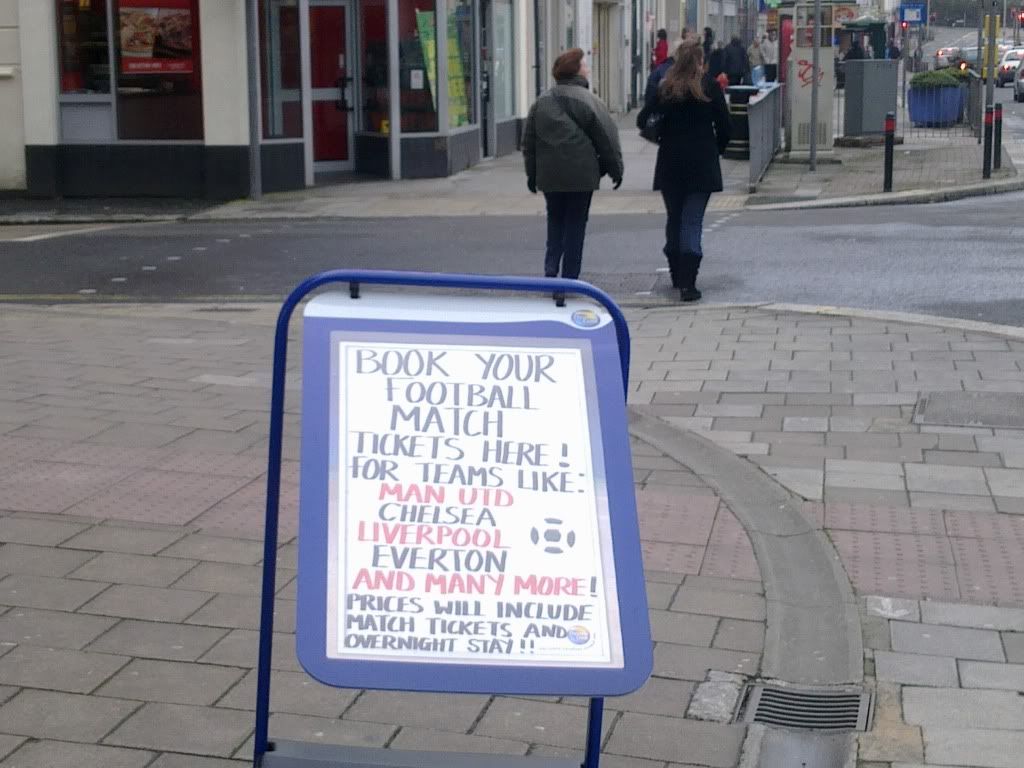 BOOK YOUR
FOOTBALL
MATCH
TICKETS HERE!
FOR TEAMS LIKE:
MAN UTD
CHELSEA
LIVERPOOL
EVERTON
AND MANY MORE!
PRICES WILL INCLUDE
MATCH TICKETS AND
OVERNIGHT STAY!!